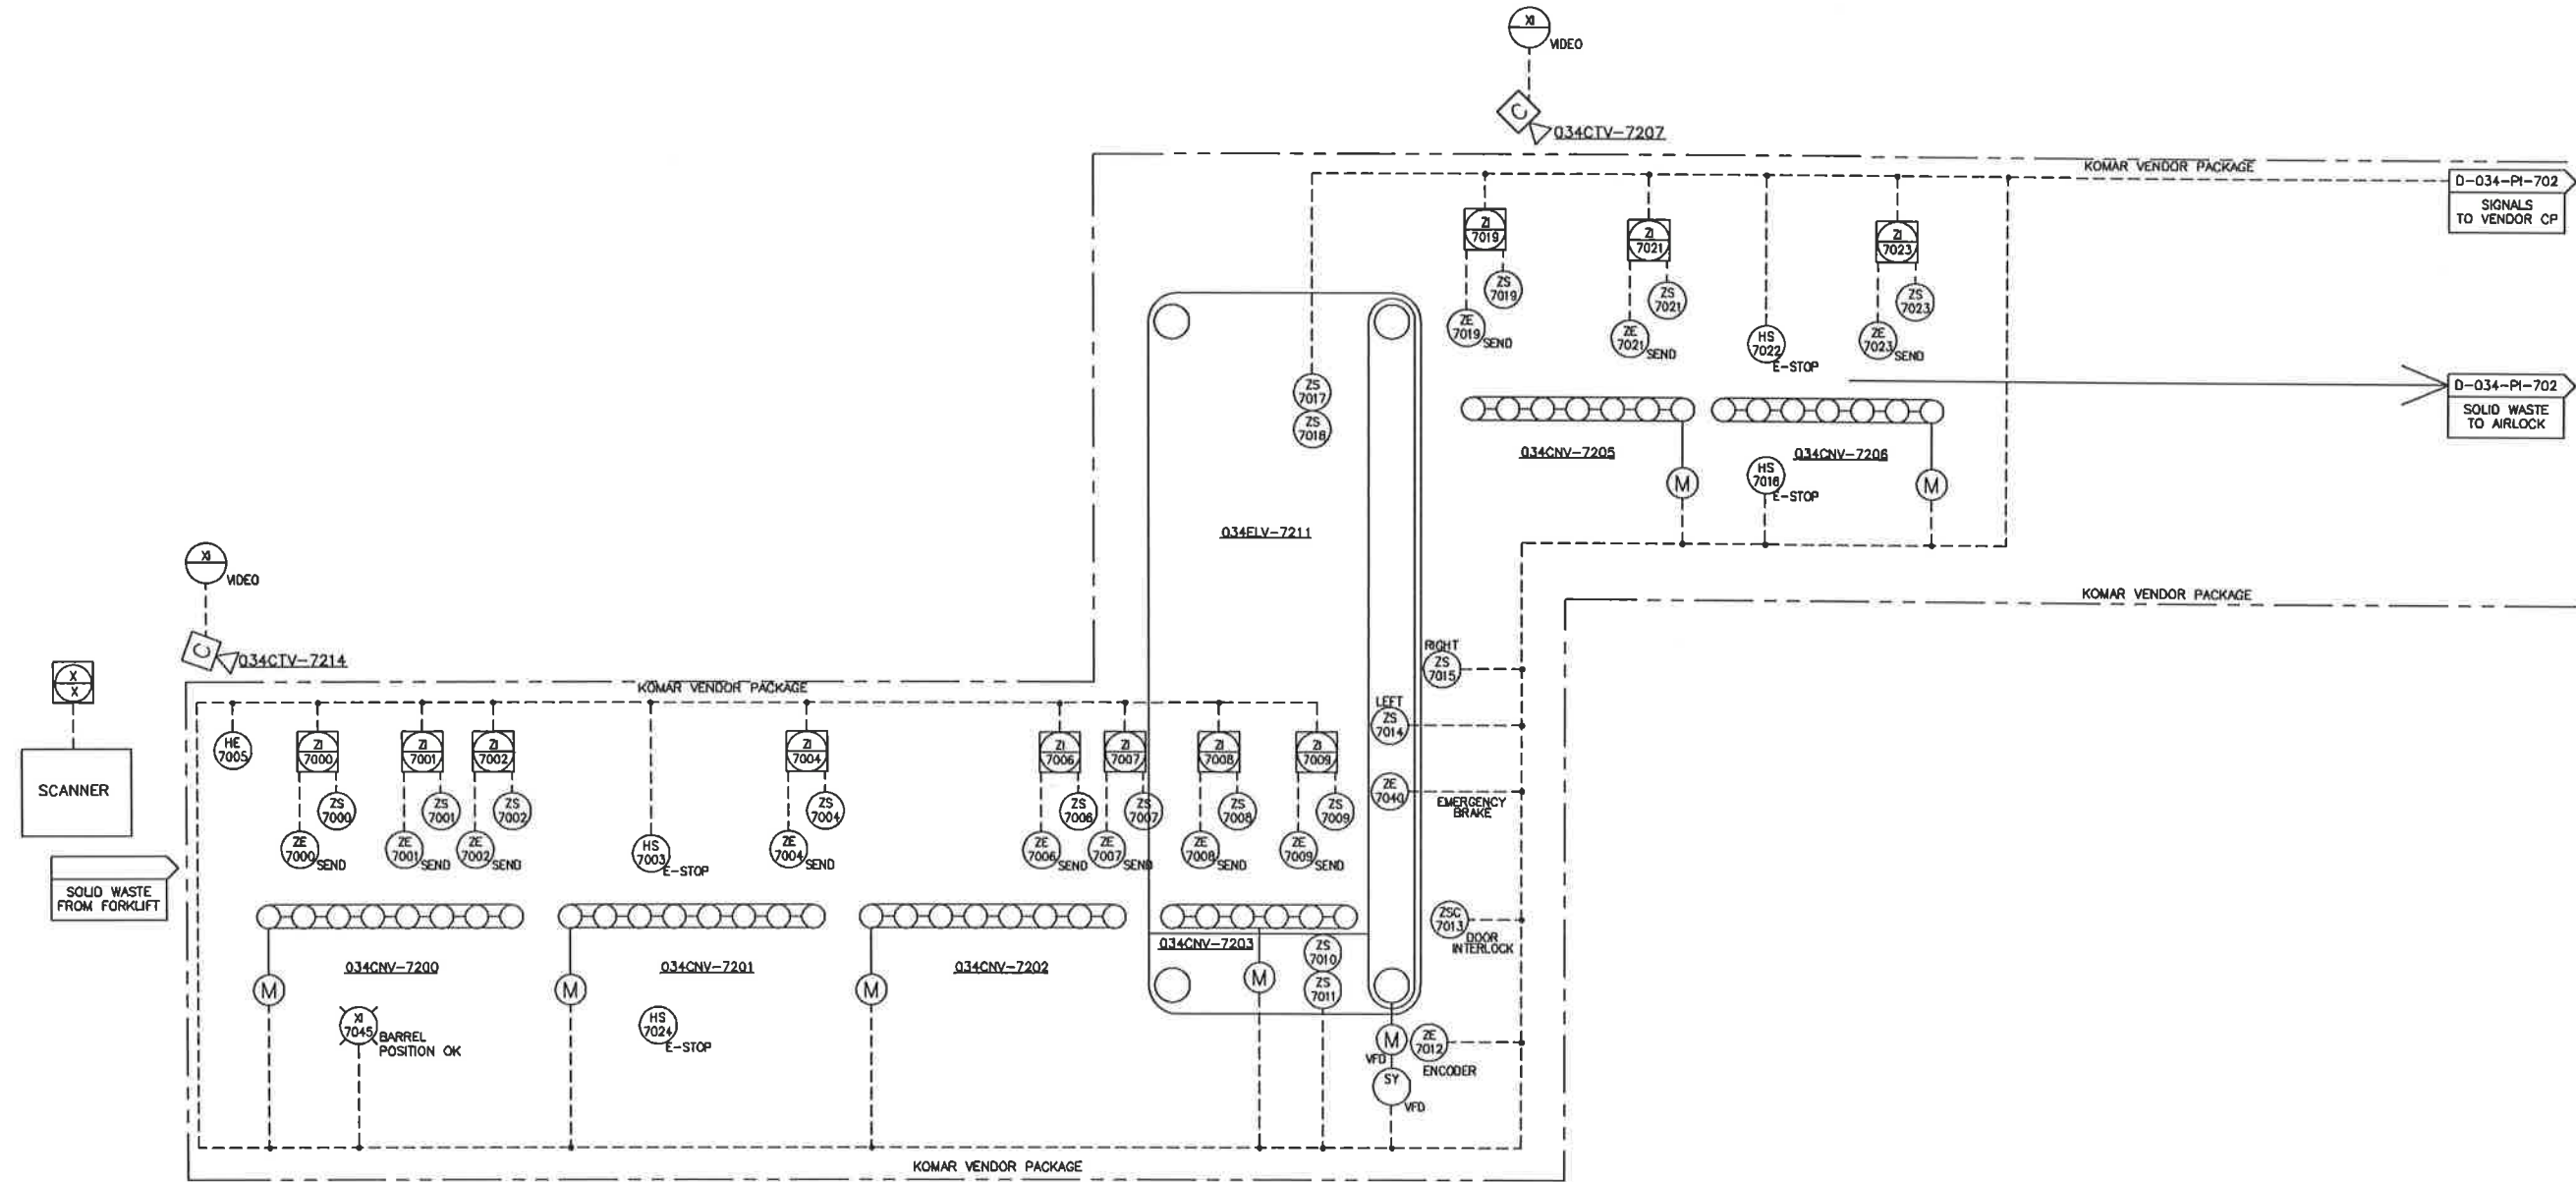 XI
VIDEO
C
034CTV-7207
KOMAR VENDOR PACKAGE
D-034-PI-702
SIGNALS
TO VENDOR CP
ZI
7019
ZI
7021
ZI
7023
ZS
7019
ZS
7021
ZS
7023
ZE
7019
SEND
ZE
7021
SEND
HS
7022
E-STOP
ZE
7023
SEND
ZS
7017
ZS
7018
D-034-PI-702
SOLID WASTE
TO AIRLOCK
034CNV-7205
034CNV-7206
HS
7016
E-STOP
M
M
034ELV-7211
XI
VIDEO
C
034CTV-7214
KOMAR VENDOR PACKAGE
KOMAR VENDOR PACKAGE
X
X
SCANNER
SOLID WASTE
FROM FORKLIFT
HE
7005
ZI
7000
ZI
7001
ZI
7002
ZI
7004
ZI
7006
ZI
7007
ZI
7008
ZI
7009
ZS
7000
ZS
7001
ZS
7002
ZS
7004
ZS
7006
ZS
7007
ZS
7008
ZS
7009
ZE
7000
SEND
ZE
7001
SEND
ZE
7002
SEND
HS
7003
E-STOP
ZE
7004
SEND
ZE
7006
SEND
ZE
7007
SEND
ZE
7008
SEND
ZE
7009
SEND
RIGHT
ZS
7015
LEFT
ZS
7014
ZE
7040
EMERGENCY
BRAKE
ZSC
7013
DOOR
INTERLOCK
034CNV-7200
034CNV-7201
034CNV-7202
034CNV-7203
ZS
7010
ZS
7011
M
M
M
M
XI
7045
BARREL
POSITION OK
HS
7024
E-STOP
M
VFD
ZE
7012
ENCODER
SY
VFD
KOMAR VENDOR PACKAGE